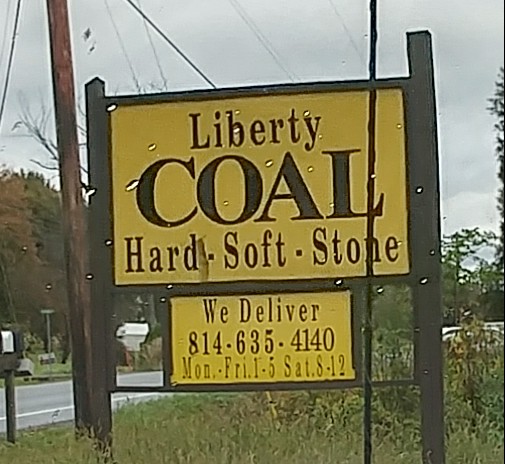 Liberty
COAL
Hard - Soft - Stone
We Deliver
814-635-4140
Mon.-Fri.1-5 Sat.8-12